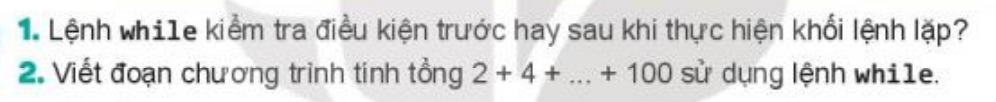 1. Lệnh while kiểm tra điều kiện trước hay sau khi thực hiện khối lệnh lặp?
2. Viết đoạn chương trình tính tổng 2 + 4 + ... + 100 sử dụng lệnh while.